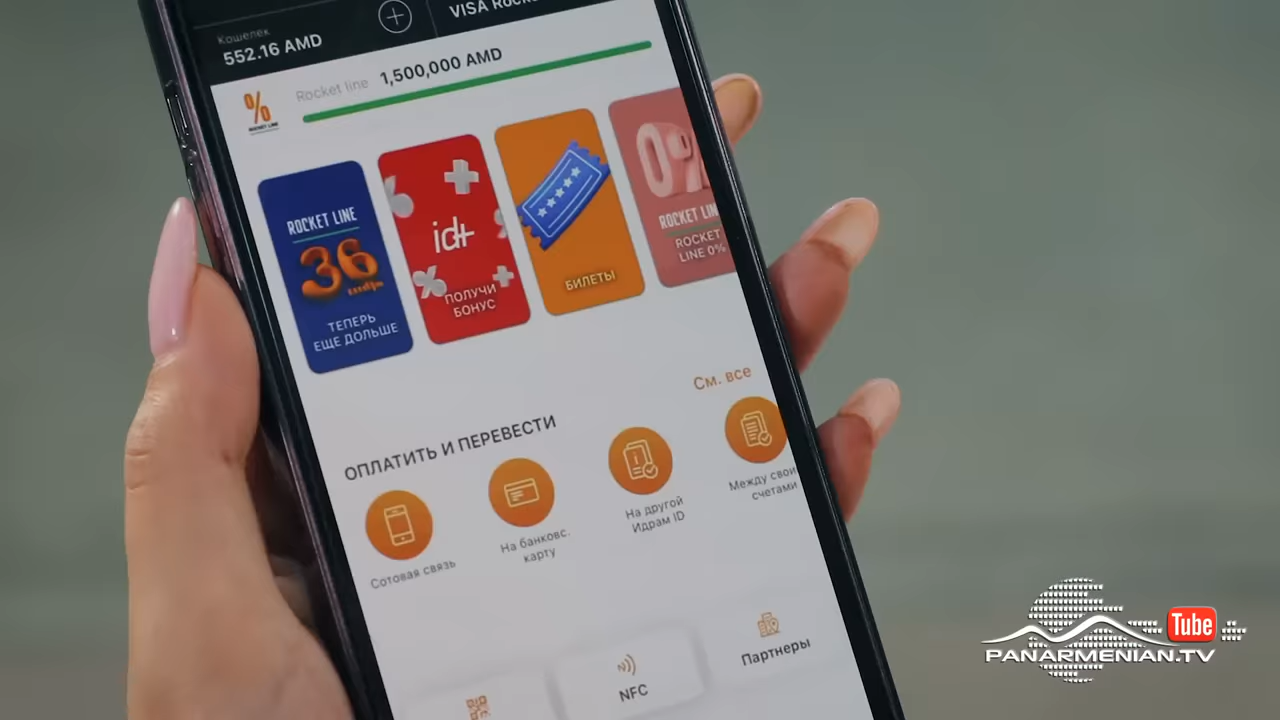 Кошелек
552.16 AMD
VISA Rock
Rocket line 1,500,000 AMD
%
ROCKET LINE
ROCKET LINE
36
ТЕПЕРЬ
ЕЩЕ ДОЛЬШЕ
id+
ПОЛУЧИ
БОНУС
БИЛЕТЫ
0%
ROCKET LIN
ROCKET
LINE 0%
См. все
ОПЛАТИТЬ И ПЕРЕВЕСТИ
Сотовая связь
На банковс.
карту
На другой
Идрам ID
Между свои
счетами
NFC
Партнеры
Tube
PANARMENIAN.TV